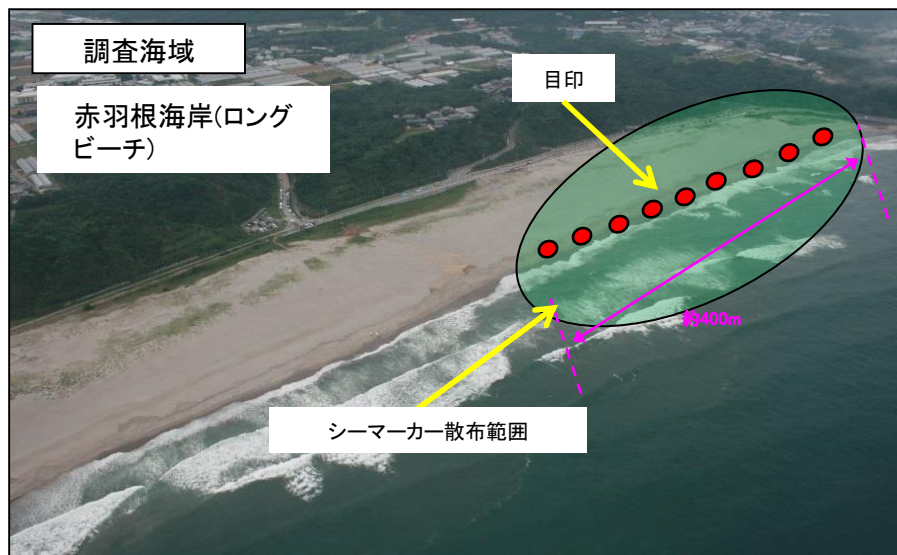 調査海域
赤羽根海岸(ロング
ビーチ)
目印
約400m
シーマーカー散布範囲